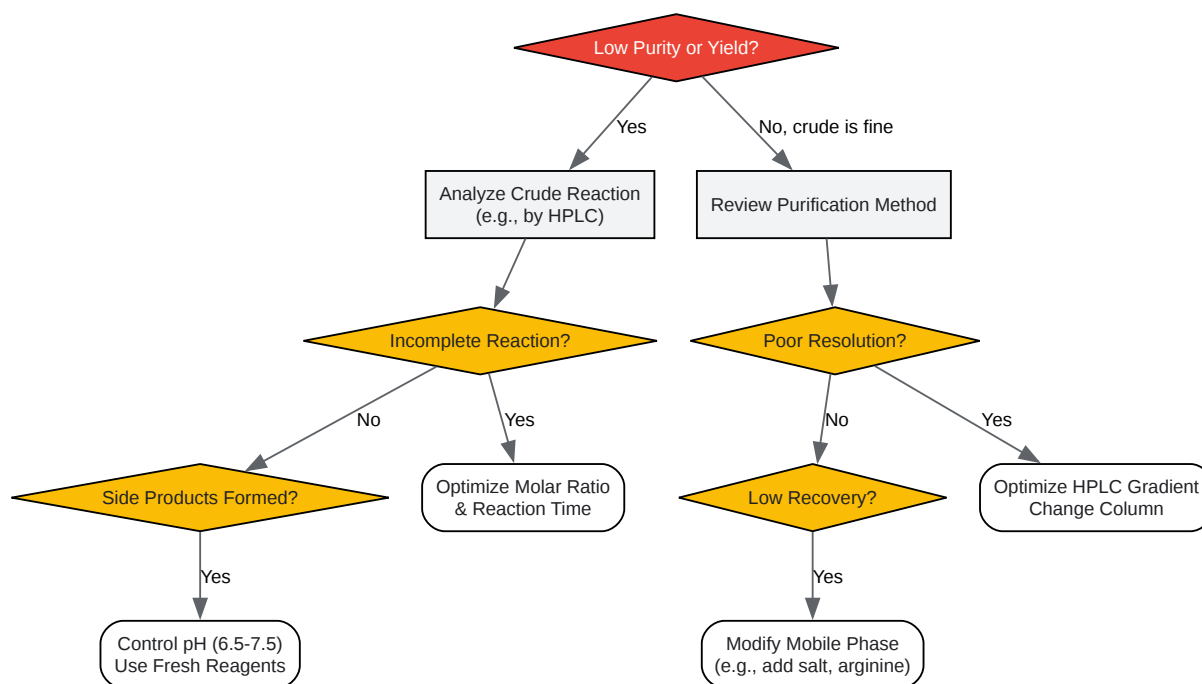 Low Purity or Yield?
Yes
No, crude is fine
Analyze Crude Reaction
(e.g., by HPLC)
Review Purification Method
Incomplete Reaction?
Poor Resolution?
No
Yes
No
Yes
Side Products Formed?
Optimize Molar Ratio
& Reaction Time
Low Recovery?
Optimize HPLC Gradient
Change Column
Yes
Yes
Control pH (6.5-7.5)
Use Fresh Reagents
Modify Mobile Phase
(e.g., add salt, arginine)